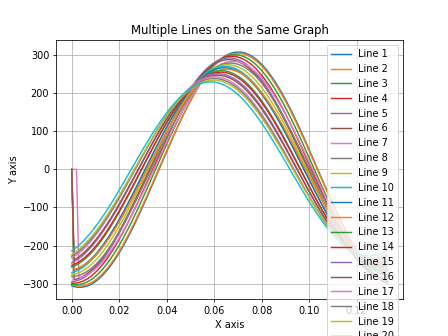 Multiple Lines on the Same Graph
300
200
100
0
−100
−200
−300
Y axis
0.00
0.02
0.04
0.06
0.08
0.10
X axis
Line 1
Line 2
Line 3
Line 4
Line 5
Line 6
Line 7
Line 8
Line 9
Line 10
Line 11
Line 12
Line 13
Line 14
Line 15
Line 16
Line 17
Line 18
Line 19
Line 20